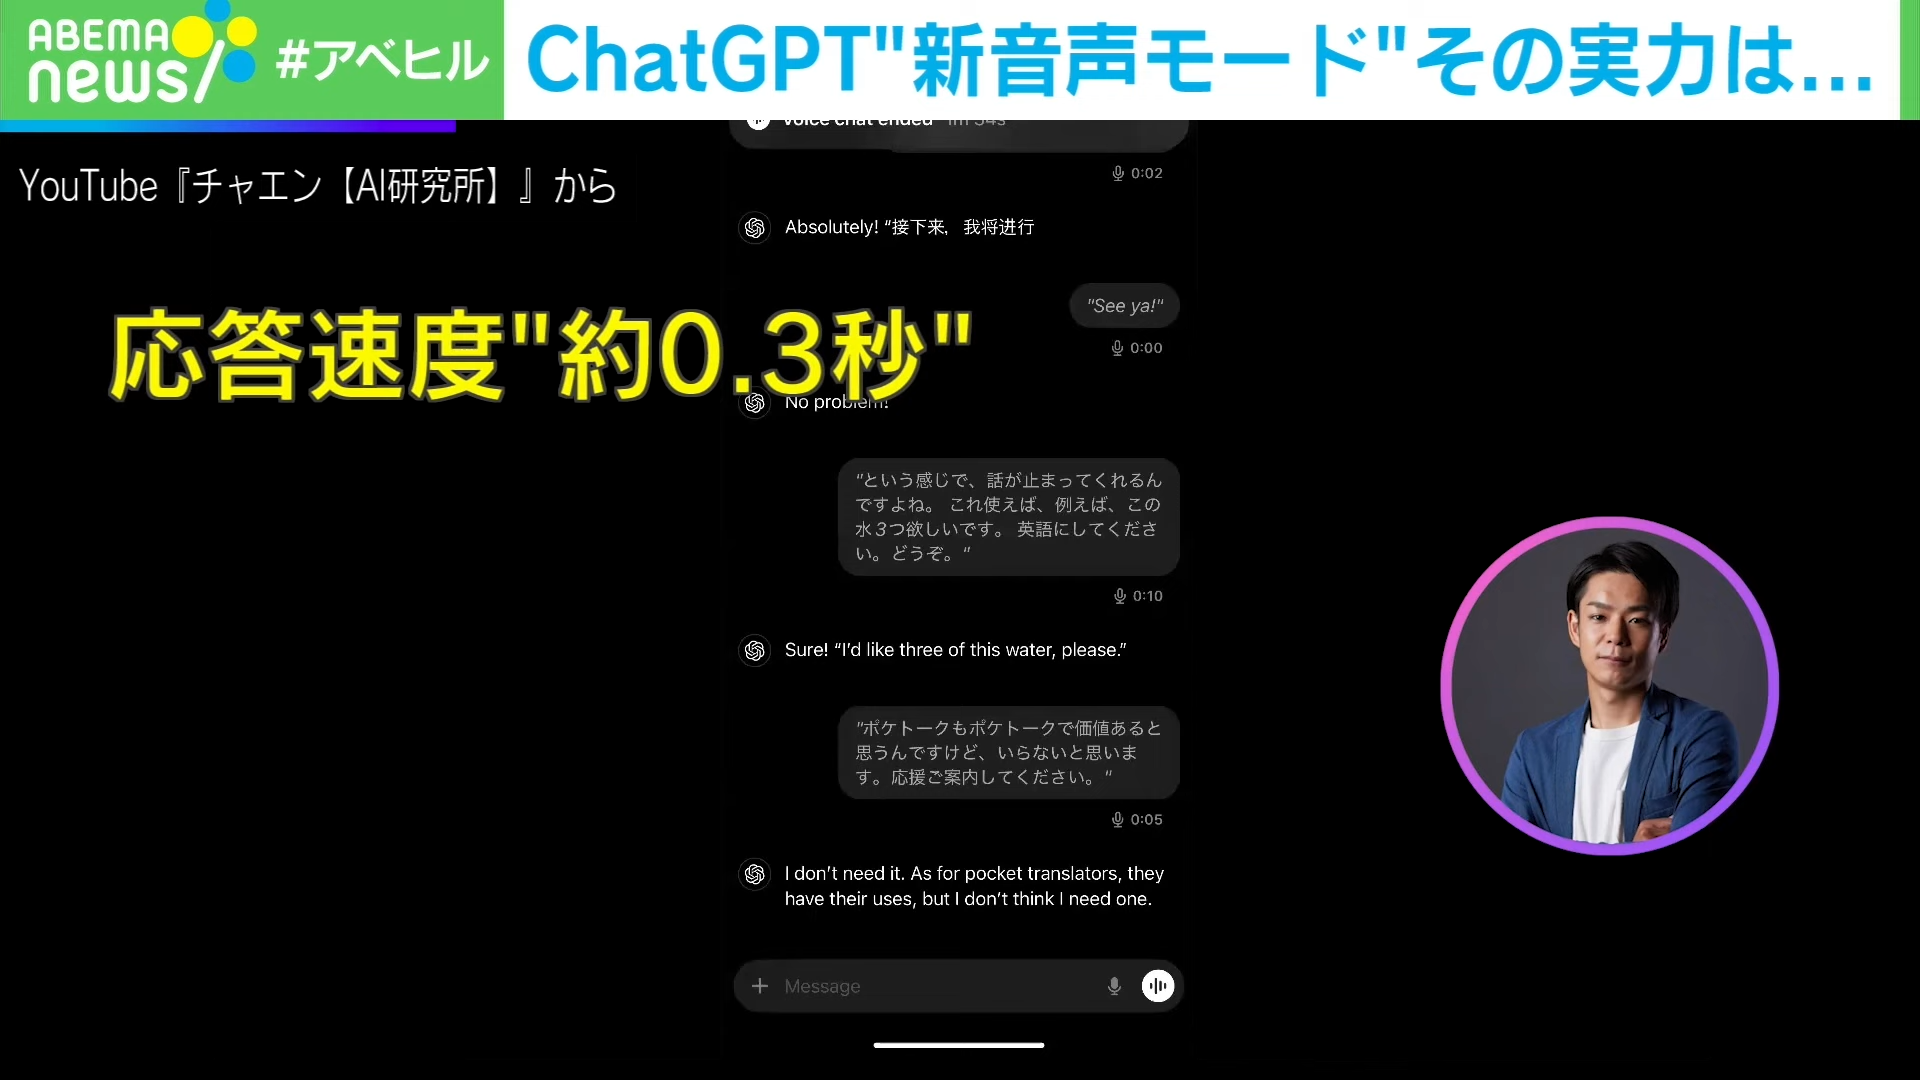 ABEMA
news/
#アベヒル
ChatGPT"新音声モード"その実力は...
YouTube『チャエン【AI研究所】』から
Voice chat ended 1m 34s
0:02
Absolutely! “接下来，我将进行
"See ya!"
0:00
応答速度"約0.3秒"
No problem!
"という感じで、話が止まってくれるん
ですよね。 これ使えば、例えば、この
水３つ欲しいです。 英語にしてくださ
い。どうぞ。"
0:10
Sure! “I’d like three of this water, please.”
"ポケトークもポケトークで価値あると
思うんですけど、いらないと思いま
す。応援ご案内してください。"
0:05
I don’t need it. As for pocket translators, they
have their uses, but I don’t think I need one.
Message